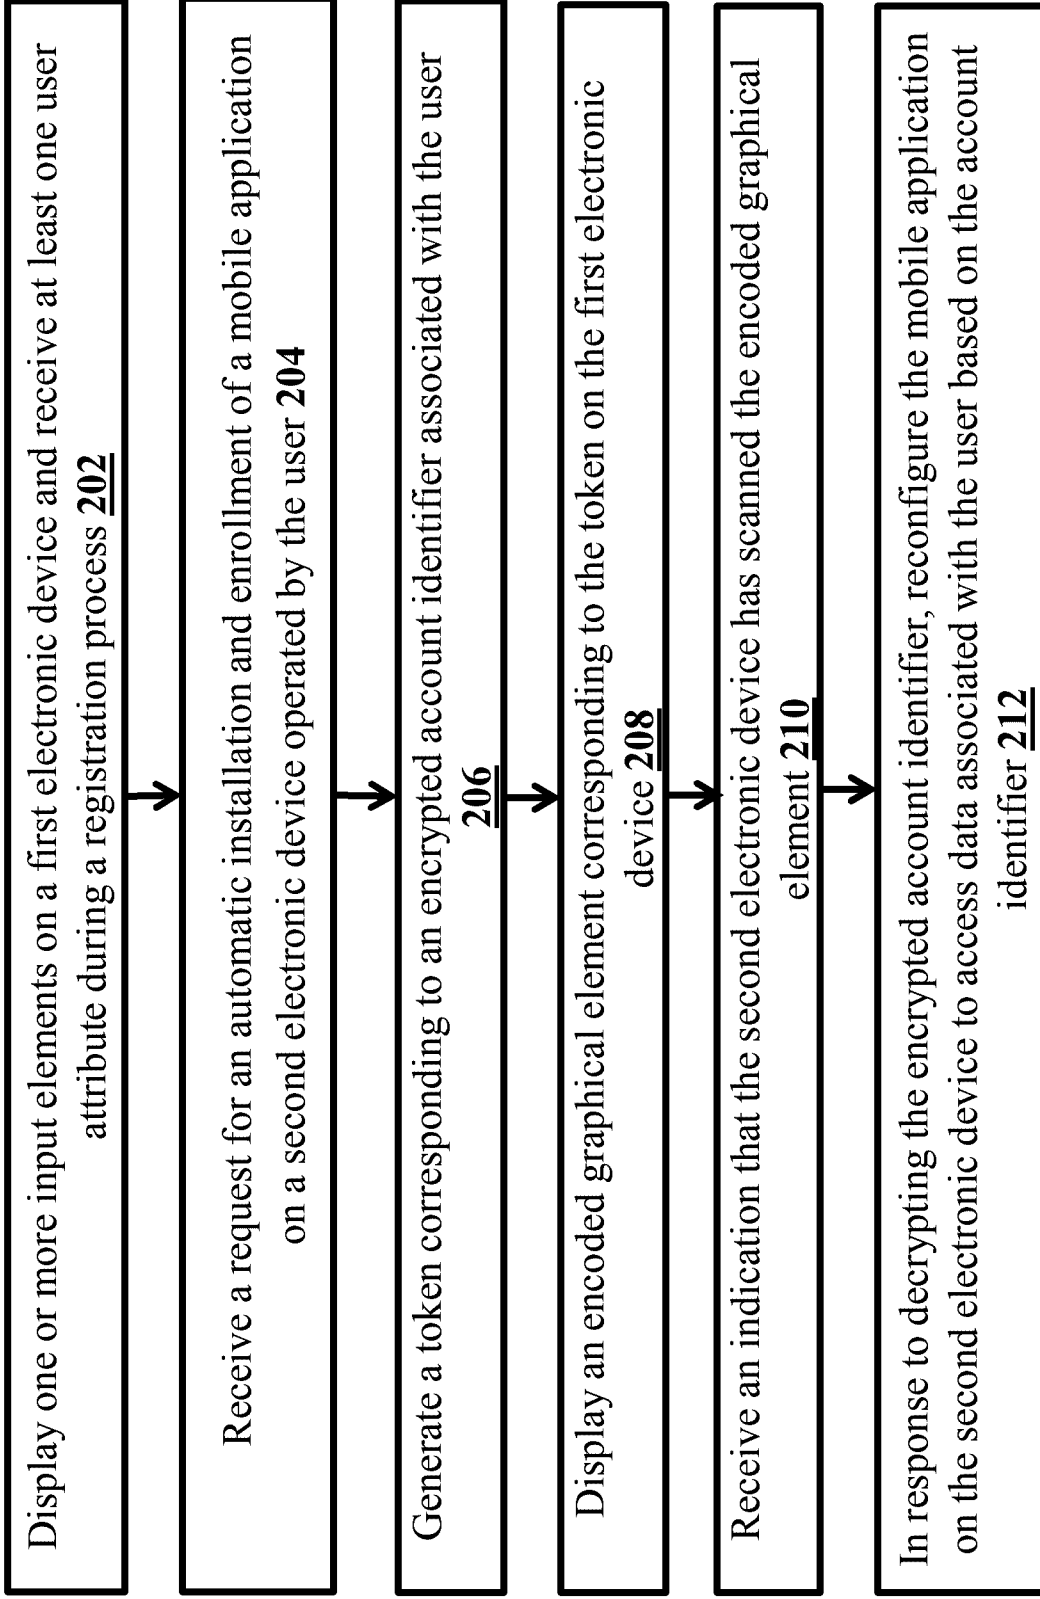 Display one or more input elements on a first electronic device and receive at least one user
attribute during a registration process 202
Receive a request for an automatic installation and enrollment of a mobile application
on a second electronic device operated by the user 204
Generate a token corresponding to an encrypted account identifier associated with the user
206
Display an encoded graphical element corresponding to the token on the first electronic
device 208
Receive an indication that the second electronic device has scanned the encoded graphical
element 210
In response to decrypting the encrypted account identifier, reconfigure the mobile application
on the second electronic device to access data associated with the user based on the account
identifier 212